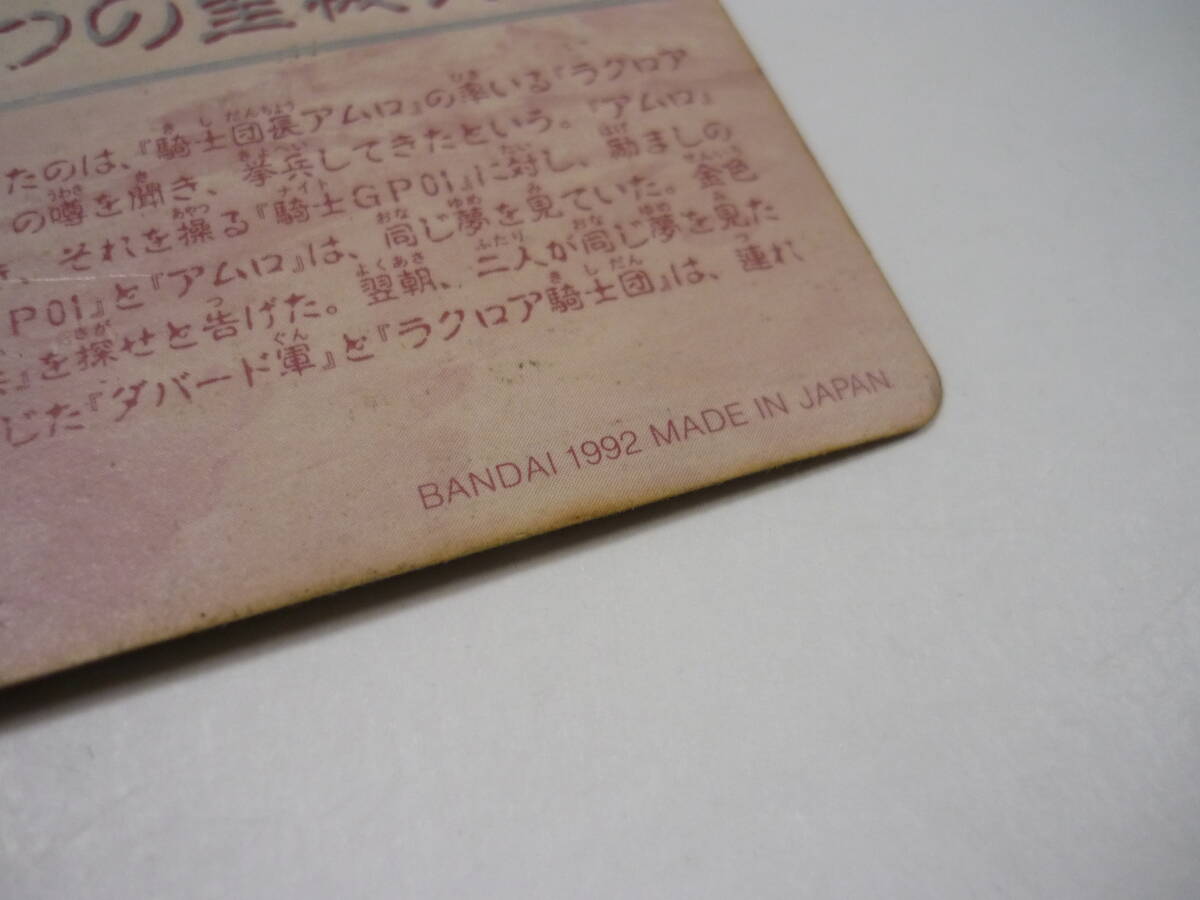 つの聖機兵
たのは、『騎士団長アムロ』の率いる『ラクロア
の噂を聞き、挙兵してきたという。『アムロ』
、それを操る『騎士GP01』に対し、励ましの
P01』と『アムロ』は、同じ夢を見ていた。金色
』を探せと告げた。翌朝、二人が同じ夢を見た
じた『ダバード軍』と『ラクロア騎士団』は、連れ
BANDAI 1992 MADE IN JAPAN